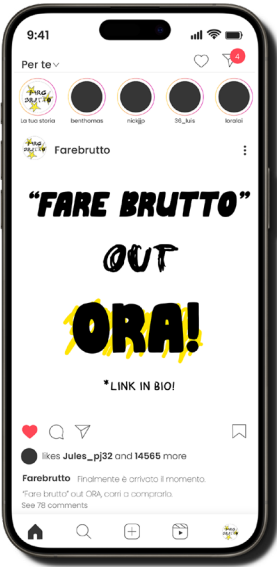 9:41
Per te
4
FARE
BRUTTO
La tua storia
benthomas
nickjjp
36_luis
loraloi
Farebrutto
"FARE BRUTTO"
OUT
ORA!
*LINK IN BIO!
likes Jules_pj32 and 14565 more
Farebrutto Finalmente è arrivato il momento.
"Fare brutto" out ORA, corri a comprarlo.
See 78 comments